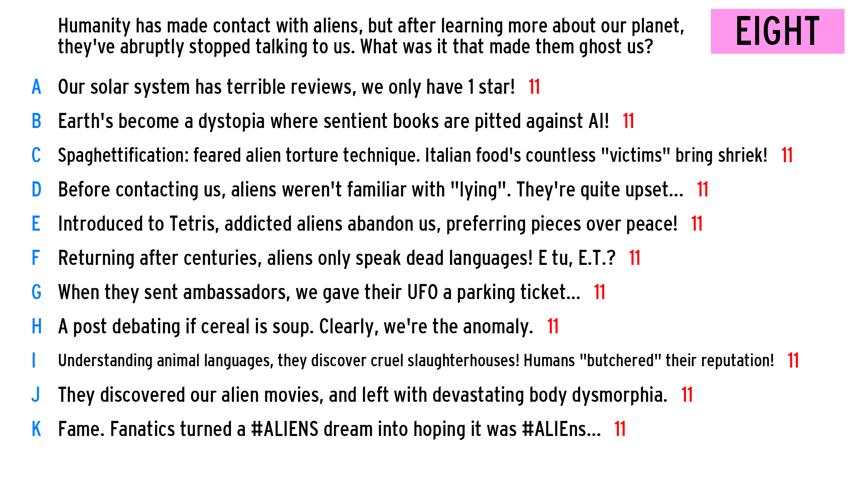 Humanity has made contact with aliens, but after learning more about our planet,
they've abruptly stopped talking to us. What was it that made them ghost us?
EIGHT
A Our solar system has terrible reviews, we only have 1 star! 11
B Earth's become a dystopia where sentient books are pitted against AI! 11
C Spaghettification: feared alien torture technique. Italian food's countless "victims" bring shriek! 11
D Before contacting us, aliens weren't familiar with "lying". They're quite upset... 11
E Introduced to Tetris, addicted aliens abandon us, preferring pieces over peace! 11
F Returning after centuries, aliens only speak dead languages! E tu, E.T.? 11
G When they sent ambassadors, we gave their UFO a parking ticket... 11
H A post debating if cereal is soup. Clearly, we're the anomaly. 11
I Understanding animal languages, they discover cruel slaughterhouses! Humans "butchered" their reputation! 11
J They discovered our alien movies, and left with devastating body dysmorphia. 11
K Fame. Fanatics turned a #ALIENS dream into hoping it was #ALIEns... 11